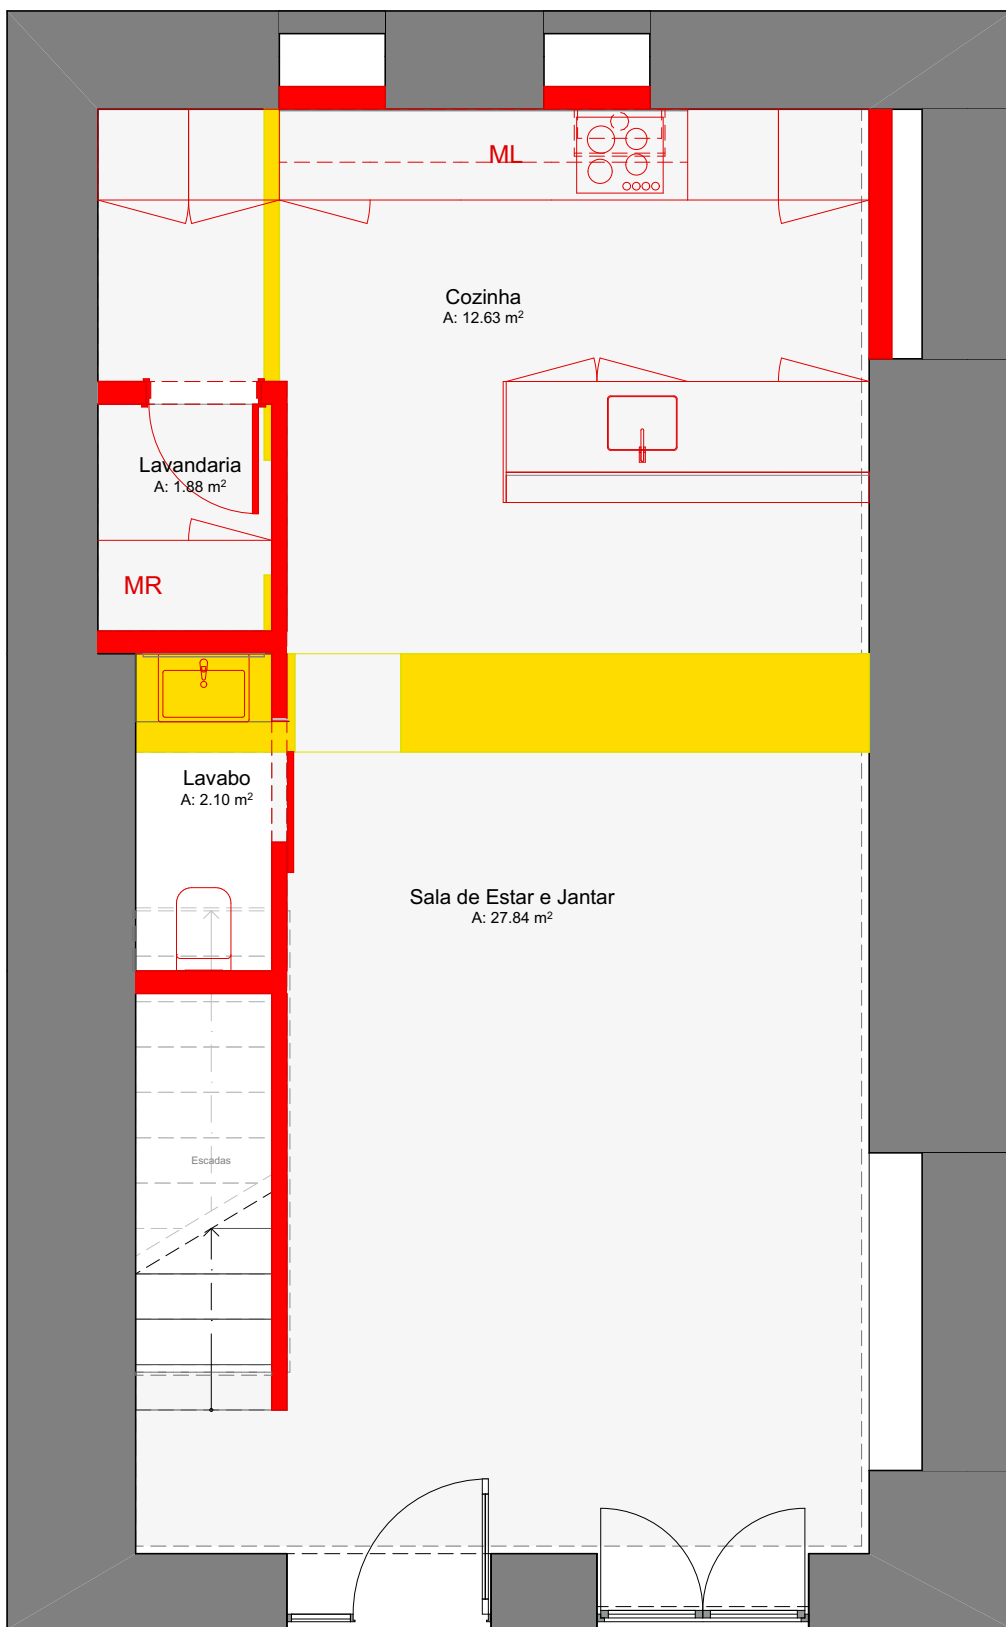 ML
Cozinha
A: 12.63 m²
Lavandaria
A: 1.88 m²
MR
Lavabo
A: 2.10 m²
Sala de Estar e Jantar
A: 27.84 m²
Escadas